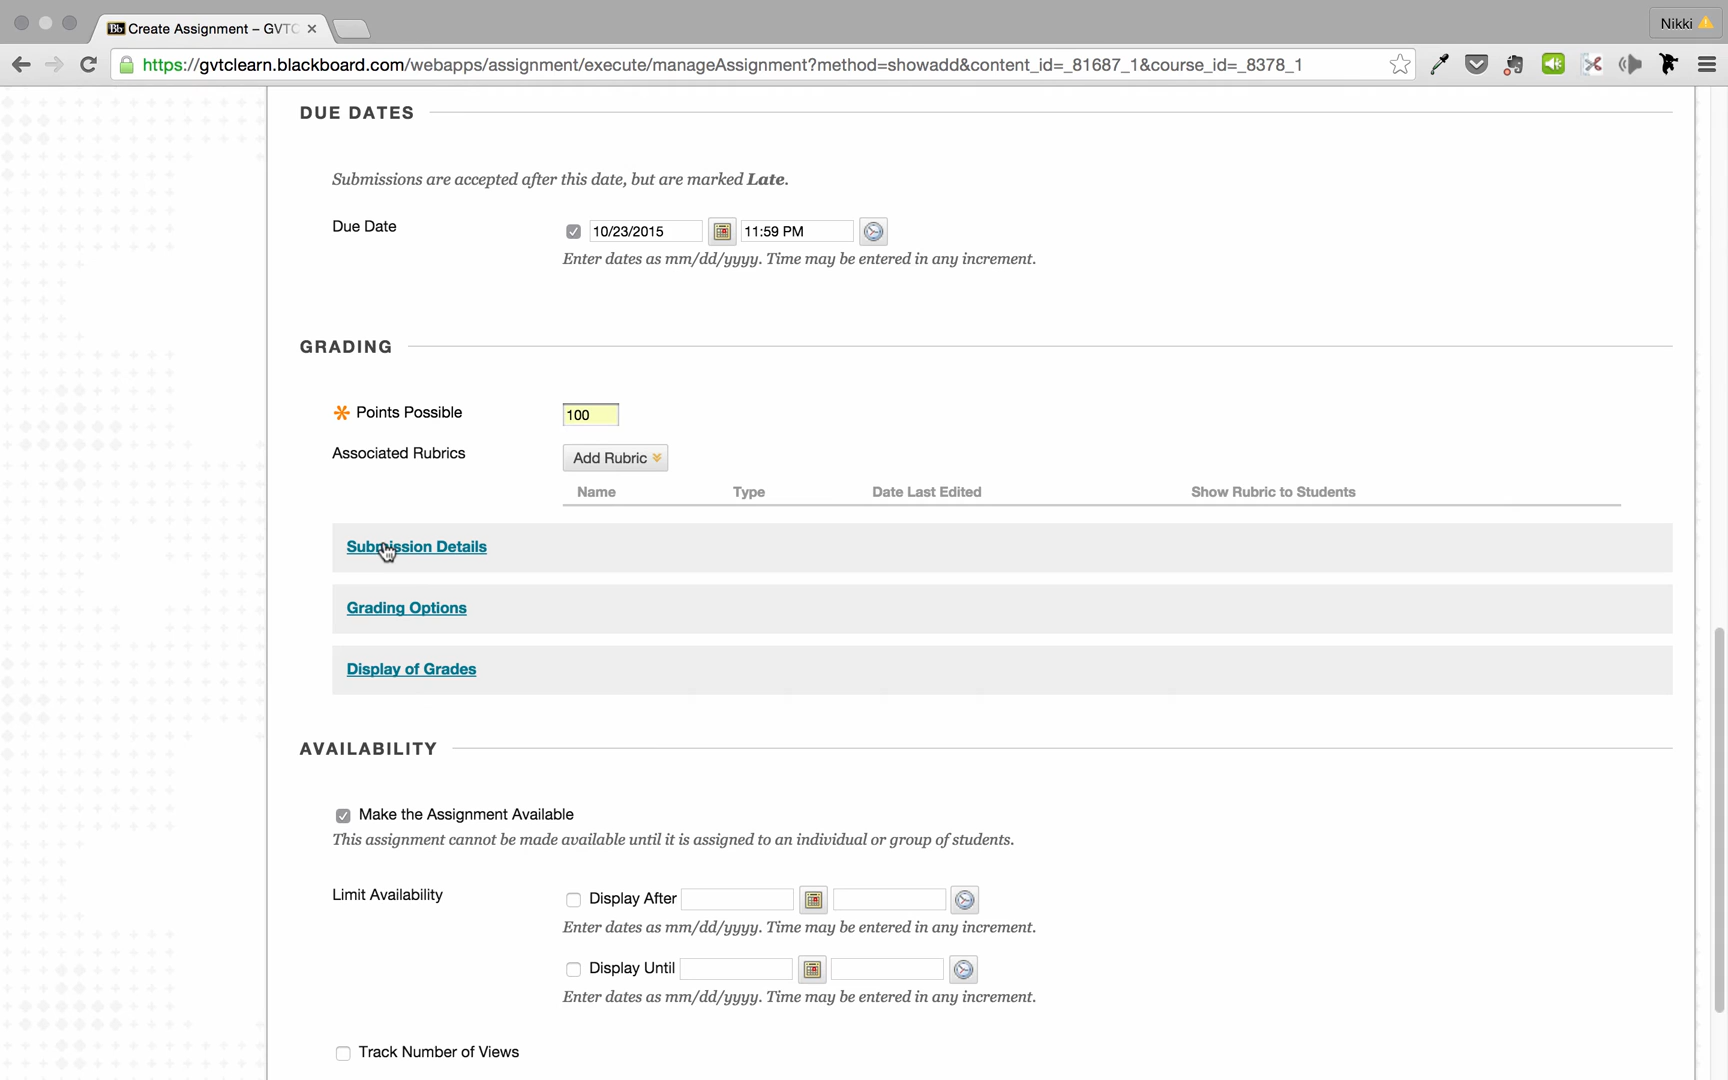 Bb Create Assignment – GVTC
Nikki
https://gvtclearn.blackboard.com/webapps/assignment/execute/manageAssignment?method=showadd&content_id=_81687_1&course_id=_8378_1
DUE DATES
Submissions are accepted after this date, but are marked Late.
Due Date 10/23/2015 11:59 PM
Enter dates as mm/dd/yyyy. Time may be entered in any increment.
GRADING
Points Possible 100
Associated Rubrics Add Rubric
Name Type Date Last Edited Show Rubric to Students
Submission Details
Grading Options
Display of Grades
AVAILABILITY
Make the Assignment Available
This assignment cannot be made available until it is assigned to an individual or group of students.
Limit Availability Display After
Enter dates as mm/dd/yyyy. Time may be entered in any increment.
Display Until
Enter dates as mm/dd/yyyy. Time may be entered in any increment.
Track Number of Views